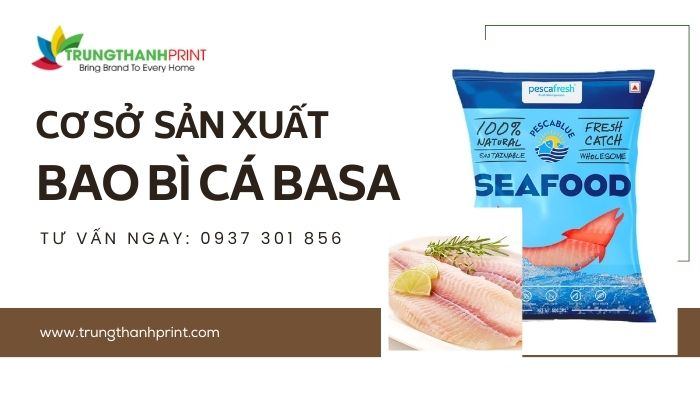 TRUNGTHANHPRINT
Bring Brand To Every Home
CƠ SỞ SẢN XUẤT
BAO BÌ CÁ BASA
TƯ VẤN NGAY: 0937 301 856
www.trungthanhprint.com
pescafresh
100%
NATURAL
SUSTAINABLE
PESCABLUE
FRESH
CATCH
WHOLESOME
SEAFOOD